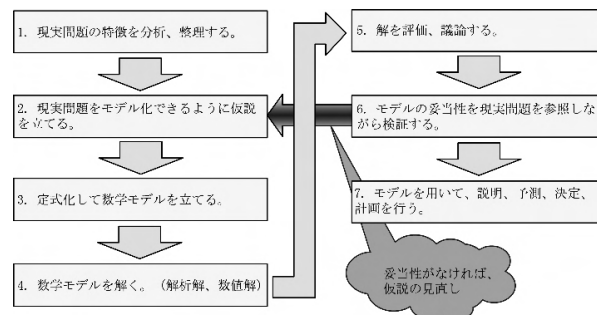 1. 現実問題の特徴を分析、整理する。
2. 現実問題をモデル化できるように仮説
を立てる。
3. 定式化して数学モデルを立てる。
4. 数学モデルを解く。（解析解、数値解）
5. 解を評価、議論する。
6. モデルの妥当性を現実問題を参照しな
がら検証する。
7. モデルを用いて、説明、予測、決定、
計画を行う。
妥当性がなければ、
仮説の見直し